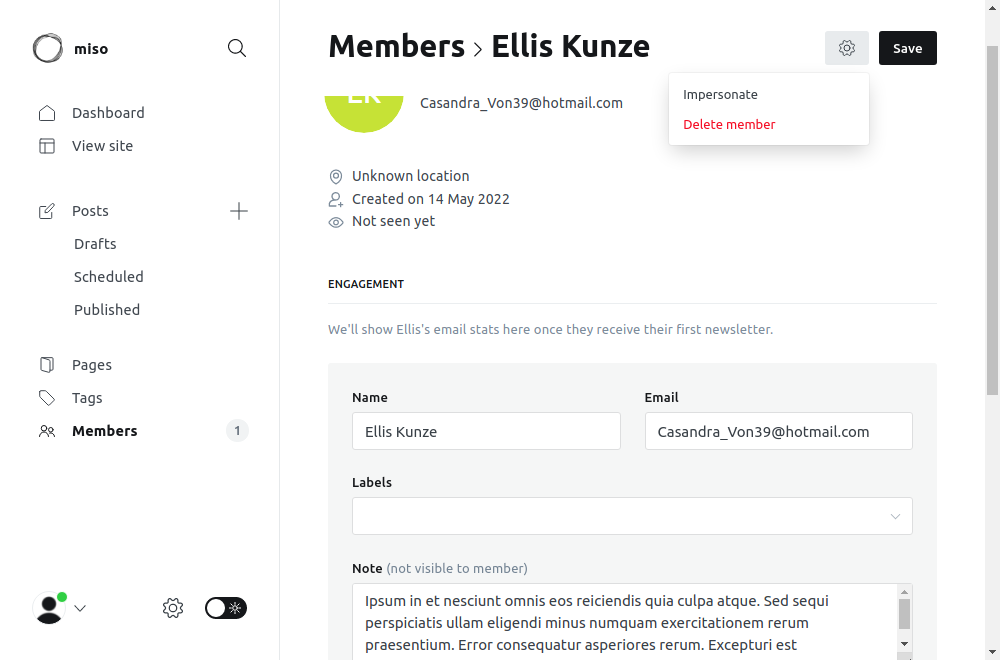 miso
Dashboard
View site
Posts
Drafts
Scheduled
Published
Pages
Tags
Members
1
Members
Ellis Kunze
Save
Impersonate
Delete member
EK
Casandra_Von39@hotmail.com
Unknown location
Created on 14 May 2022
Not seen yet
ENGAGEMENT
We'll show Ellis's email stats here once they receive their first newsletter.
Name
Email
Ellis Kunze
Casandra_Von39@hotmail.com
Labels
Note (not visible to member)
Ipsum in et nesciunt omnis eos reiciendis quia culpa atque. Sed sequi
perspiciatis ullam eligendi minus numquam exercitationem rerum
praesentium. Error consequatur asperiores rerum. Excepturi est